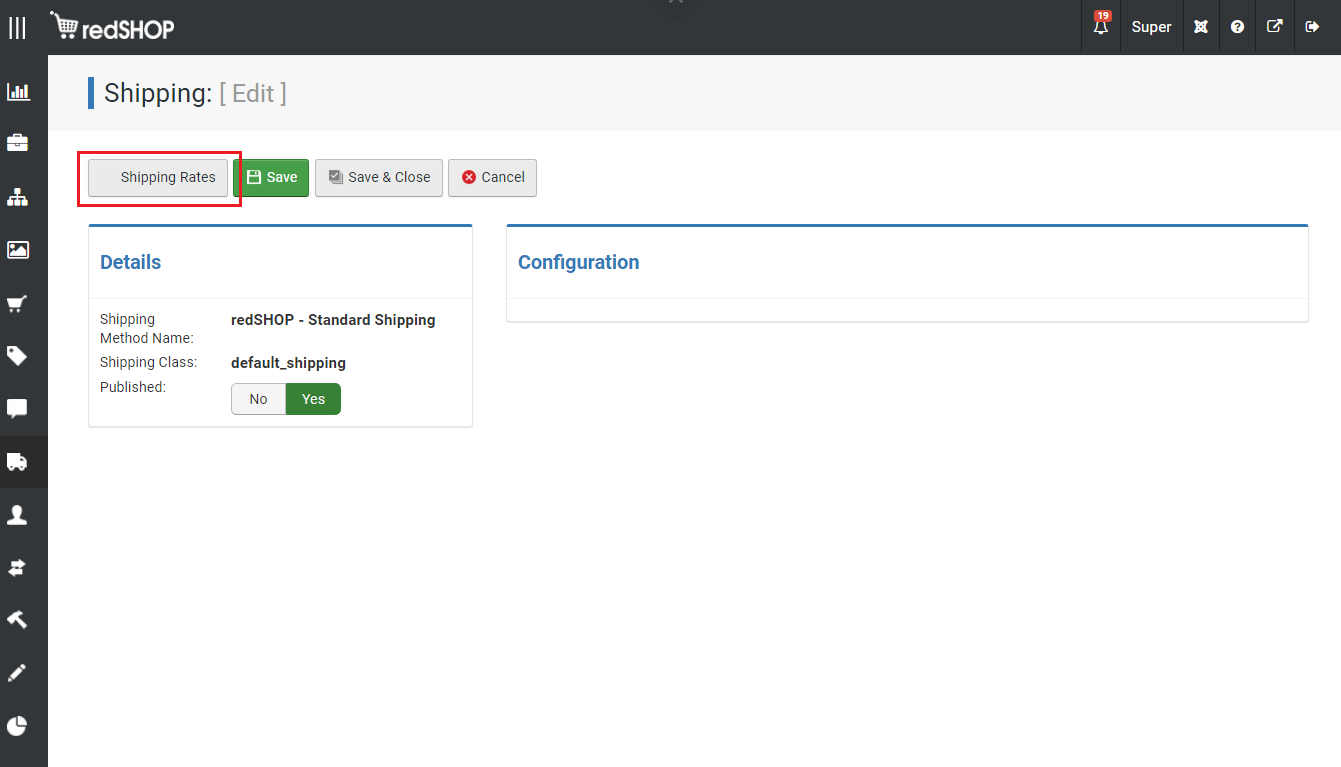 redSHOP
19
Super
Shipping: [ Edit ]
Shipping Rates
Save
Save & Close
Cancel
Details
Shipping Method Name:
redSHOP - Standard Shipping
Shipping Class:
default_shipping
Published:
No
Yes
Configuration